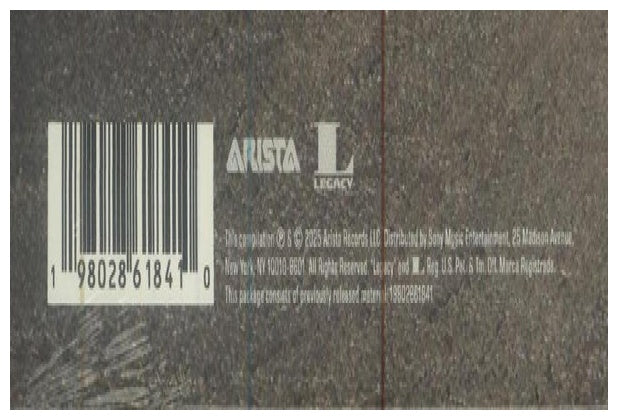 1 98028 61841 0
ARISTA
L
LEGACY
This compilation ℗ & © 2025 Arista Records LLC. Distributed by Sony Music Entertainment, 25 Madison Avenue,
New York, NY 10010-8601. All Rights Reserved. "Legacy" and L, Reg. U.S. Pat. & Tm. Off. Marca Registrada.
This package consists of previously released material. 19802861841